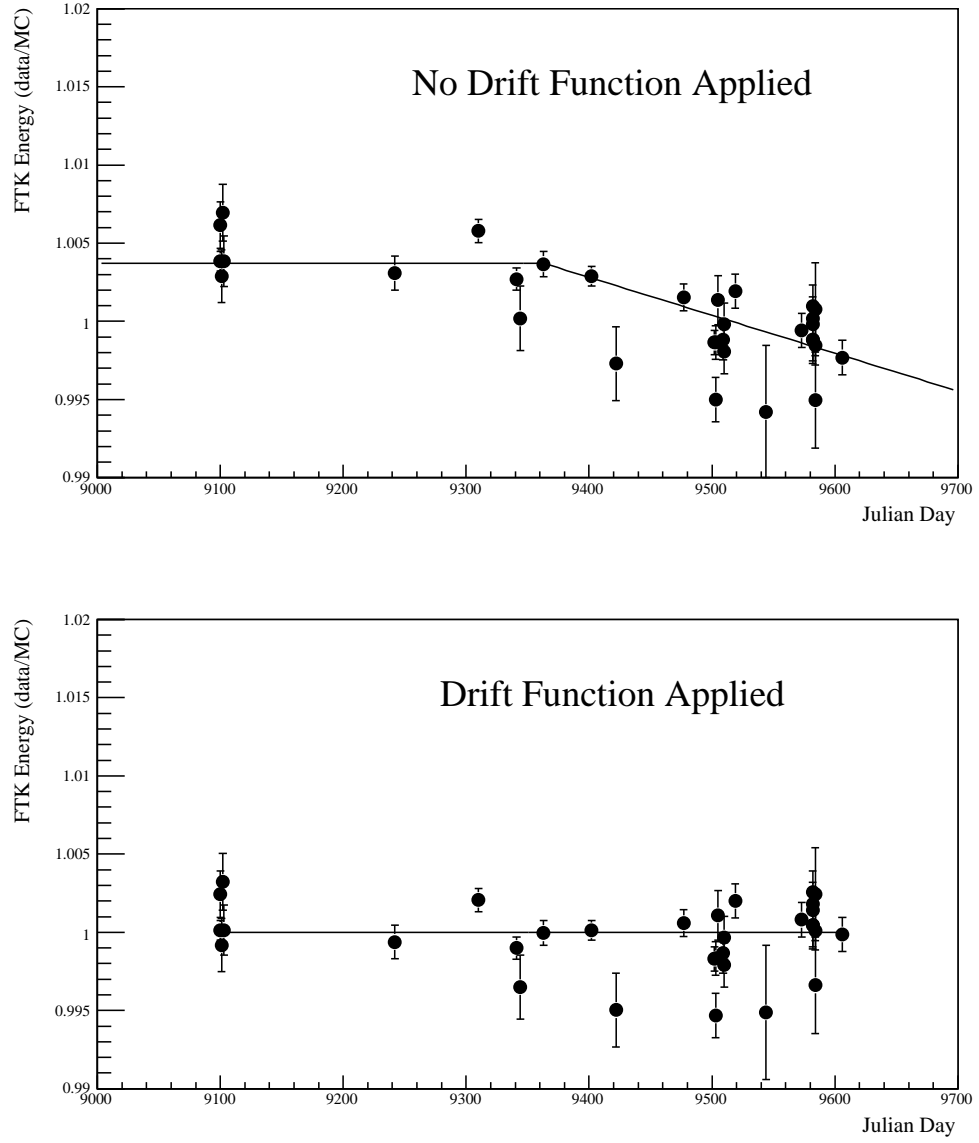 FTK Energy (data/MC)
No Drift Function Applied
1.02
1.015
1.01
1.005
1
0.995
0.99
9000 9100 9200 9300 9400 9500 9600 9700
Julian Day
FTK Energy (data/MC)
Drift Function Applied
1.02
1.015
1.01
1.005
1
0.995
0.99
9000 9100 9200 9300 9400 9500 9600 9700
Julian Day